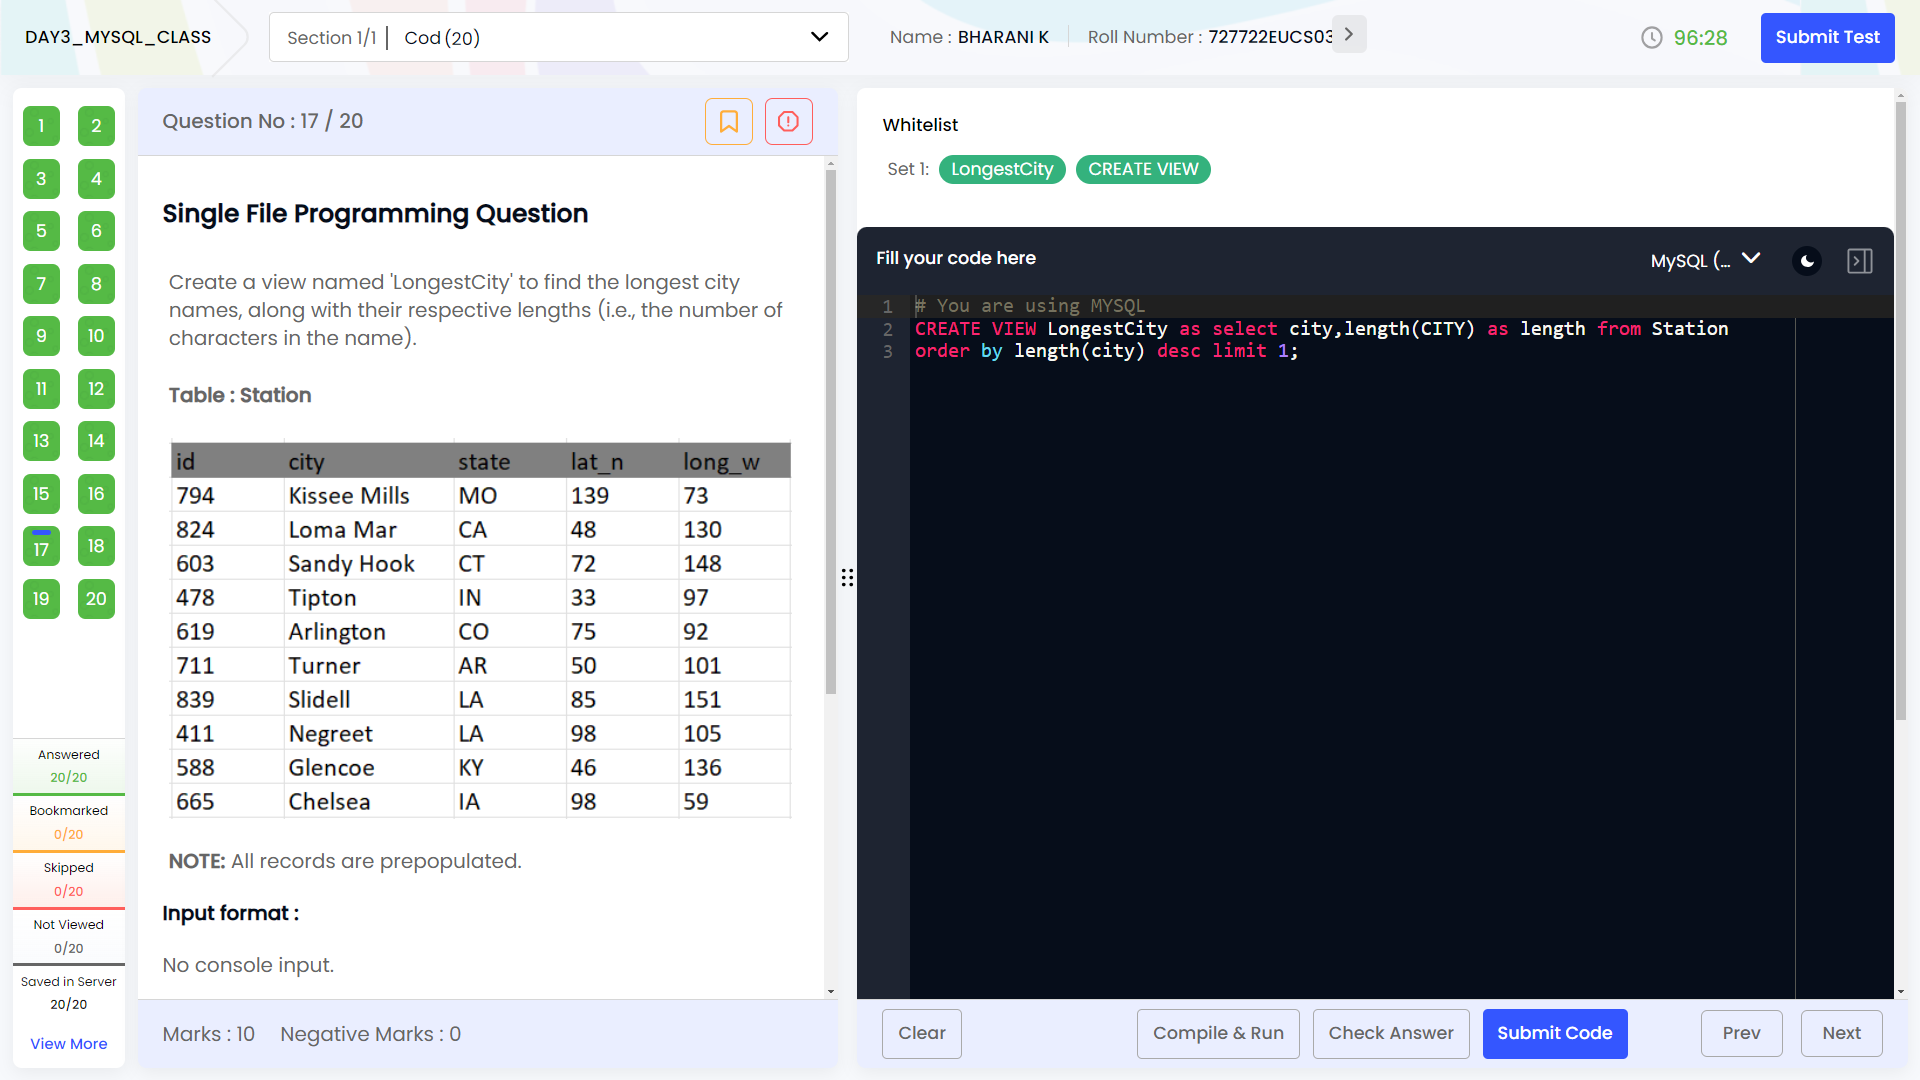 DAY3_MYSQL_CLASS
Section 1/1 | Cod (20)
Name : BHARANI K
Roll Number : 727722EUCS03
96:28
Submit Test
1 2
3 4
5 6
7 8
9 10
11 12
13 14
15 16
17 18
19 20
Answered
20/20
Bookmarked
0/20
Skipped
0/20
Not Viewed
0/20
Saved in Server
20/20
View More
Question No : 17 / 20
Single File Programming Question
Create a view named 'LongestCity' to find the longest city
names, along with their respective lengths (i.e., the number of
characters in the name).
Table : Station
id city state lat_n long_w
794 Kissee Mills MO 139 73
824 Loma Mar CA 48 130
603 Sandy Hook CT 72 148
478 Tipton IN 33 97
619 Arlington CO 75 92
711 Turner AR 50 101
839 Slidell LA 85 151
411 Negreet LA 98 105
588 Glencoe KY 46 136
665 Chelsea IA 98 59
NOTE: All records are prepopulated.
Input format :
No console input.
Marks : 10 Negative Marks : 0
Whitelist
Set 1: LongestCity CREATE VIEW
Fill your code here
MySQL (...
1 # You are using MYSQL
2 CREATE VIEW LongestCity as select city,length(CITY) as length from Station
3 order by length(city) desc limit 1;
Clear
Compile & Run
Check Answer
Submit Code
Prev
Next